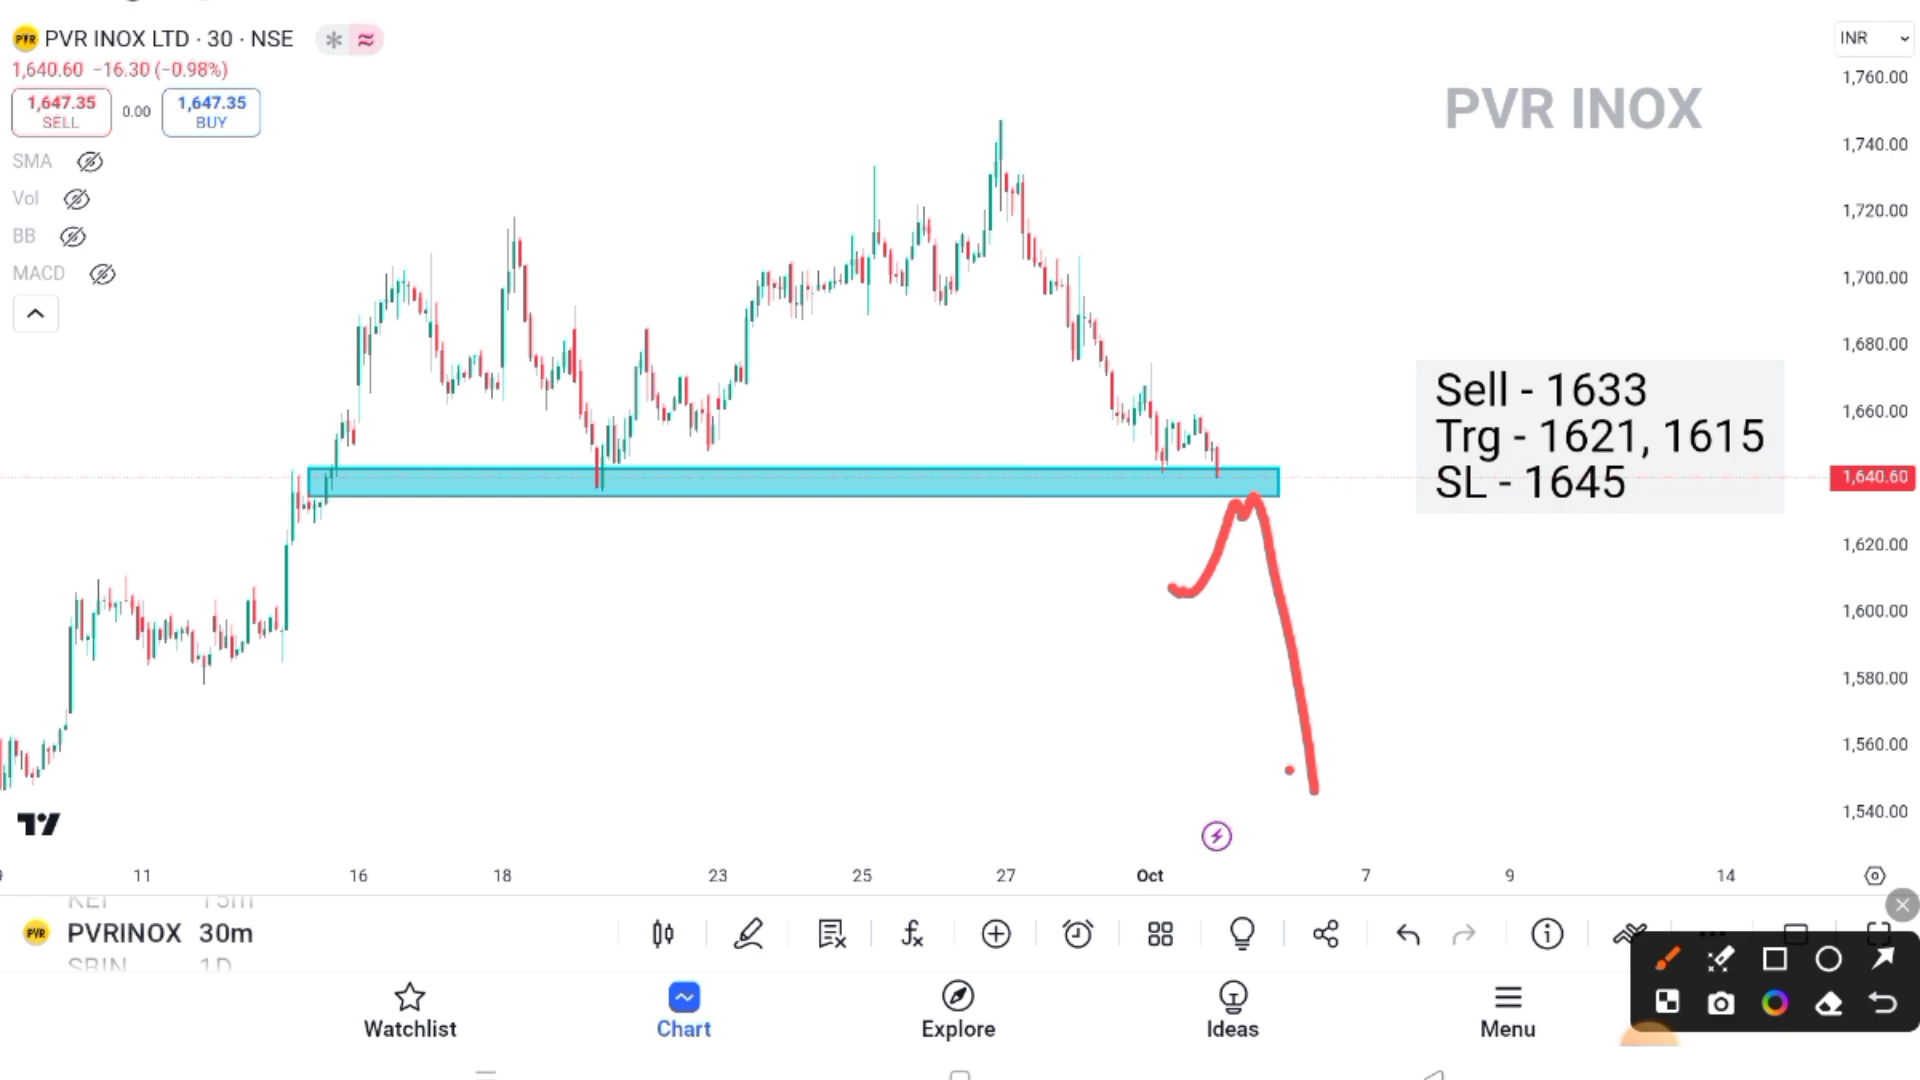 PVR INOX LTD · 30 · NSE
INR
1,640.60 −16.30 (−0.98%)
1,647.35
SELL
0.00
1,647.35
BUY
SMA
Vol
BB
MACD
PVR INOX
1,760.00
1,740.00
1,720.00
1,700.00
1,680.00
1,660.00
1,640.60
1,620.00
1,600.00
1,580.00
1,560.00
1,540.00
Sell - 1633
Trg - 1621, 1615
SL - 1645
11 16 18 23 25 27 Oct 7 9 14
PVR
PVRINOX 30m
SBIN 1D
Watchlist
Chart
Explore
Ideas
Menu